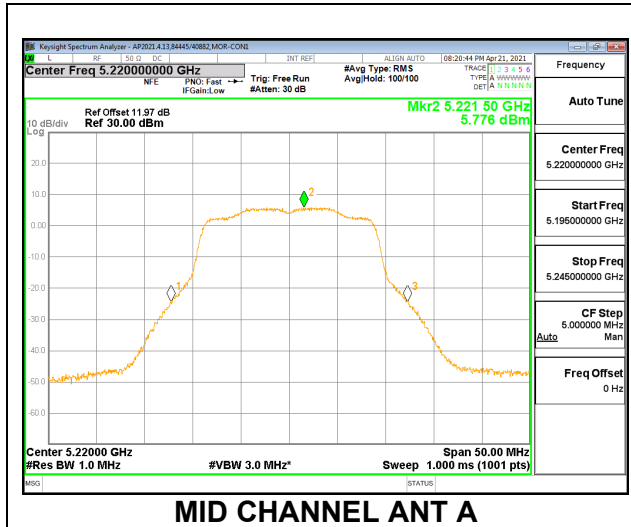 Keysight Spectrum Analyzer - AP2021.4.13,84445/40882,MOR-CON1
L RF 50 Ω DC INT REF ALIGN AUTO 08:20:44 PM Apr 21, 2021
Center Freq 5.220000000 GHz
NFE
PNO: Fast
IFGain:Low
Trig: Free Run
#Atten: 30 dB
#Avg Type: RMS
Avg|Hold: 100/100
TRACE 1 2 3 4 5 6
TYPE A WWWWW
DET A N N N N N
Frequency
Auto Tune
Center Freq
5.220000000 GHz
Start Freq
5.195000000 GHz
Stop Freq
5.245000000 GHz
CF Step
5.000000 MHz
Auto Man
Freq Offset
0 Hz
Mkr2 5.221 50 GHz
5.776 dBm
Ref Offset 11.97 dB
10 dB/div Ref 30.00 dBm
Log
20.0
10.0
0.00
-10.0
-20.0
-30.0
-40.0
-50.0
-60.0
1
2
3
Center 5.22000 GHz Span 50.00 MHz
#Res BW 1.0 MHz #VBW 3.0 MHz* Sweep 1.000 ms (1001 pts)
MSG STATUS
MID CHANNEL ANT A